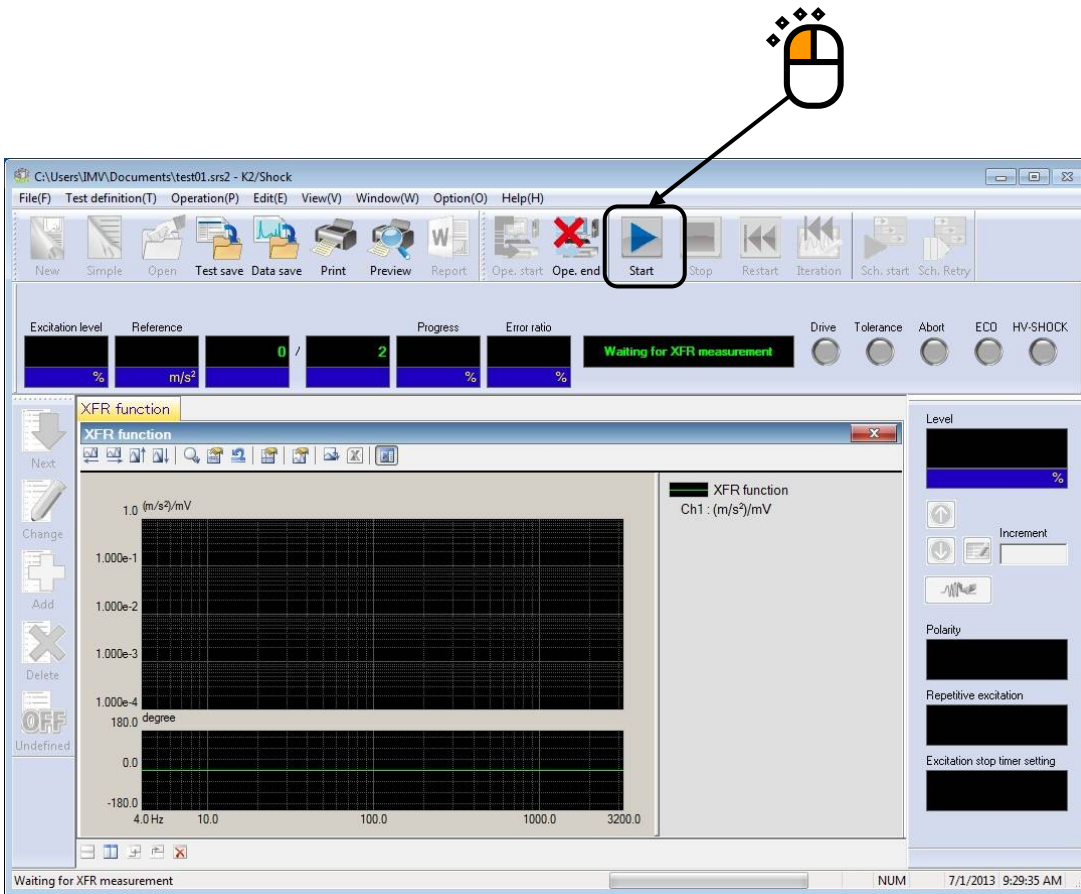 C:\Users\IMV\Documents\test01.srs2 - K2/Shock
File(F) Test definition(T) Operation(P) Edit(E) View(V) Window(W) Option(O) Help(H)
New Simple Open Test save Data save Print Preview Report Ope. start Ope. end Start Stop Restart Iteration Sch. start Sch. Retry
Excitation level Reference Progress Error ratio Drive Tolerance Abort ECO HV-SHOCK
0 / 2 Waiting for XFR measurement
% m/s² % %
XFR function
XFR function
Next
Change
Add
Delete
OFF
Undefined
1.0 (m/s²)/mV
1.000e-1
1.000e-2
1.000e-3
1.000e-4
180.0 degree
0.0
-180.0
4.0 Hz 10.0 100.0 1000.0 3200.0
XFR function
Ch1 : (m/s²)/mV
Level
%
Increment
Polarity
Repetitive excitation
Excitation stop timer setting
Waiting for XFR measurement NUM 7/1/2013 9:29:35 AM